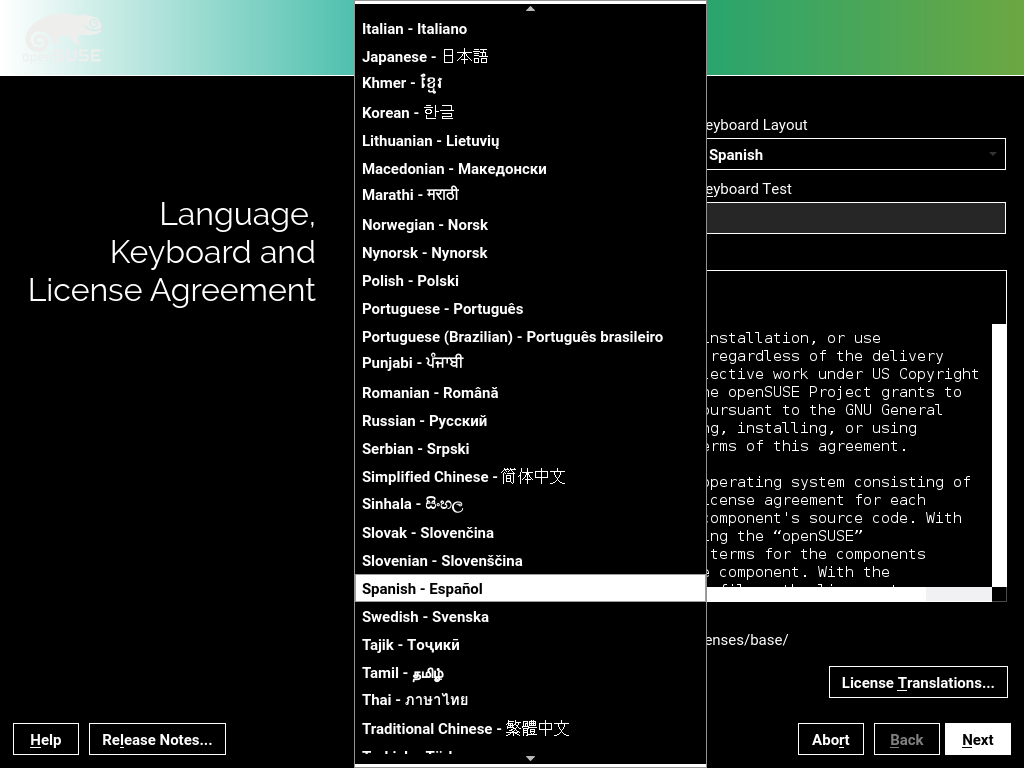 openSUSE
Language,
Keyboard and
License Agreement
Italian - Italiano
Japanese - 日本語
Khmer - ខ្មែរ
Korean - 한글
Lithuanian - Lietuvių
Macedonian - Македонски
Marathi - मराठी
Norwegian - Norsk
Nynorsk - Nynorsk
Polish - Polski
Portuguese - Português
Portuguese (Brazilian) - Português brasileiro
Punjabi - ਪੰਜਾਬੀ
Romanian - Română
Russian - Русский
Serbian - Srpski
Simplified Chinese - 简体中文
Sinhala - සිංහල
Slovak - Slovenčina
Slovenian - Slovenščina
Spanish - Español
Swedish - Svenska
Tajik - Тоҷикӣ
Tamil - தமிழ்
Thai - ภาษาไทย
Traditional Chinese - 繁體中文
eyboard Layout
Spanish
eyboard Test
installation, or use
regardless of the delivery
lective work under US Copyright
he openSUSE Project grants to
pursuant to the GNU General
ng, installing, or using
erms of this agreement.
operating system consisting of
icense agreement for each
component's source code. With
ing the “openSUSE”
terms for the components
e component. With the
enses/base/
License Translations...
Help
Release Notes...
Abort
Back
Next